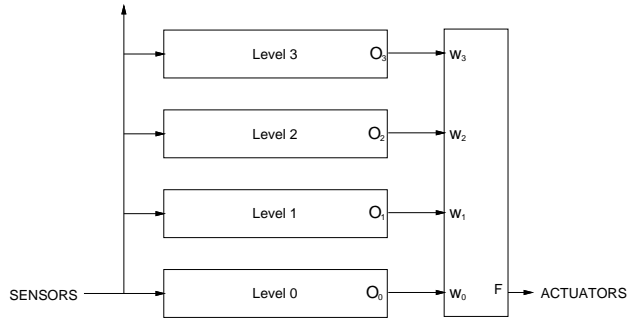 Level 3 O₃ w₃
Level 2 O₂ w₂
Level 1 O₁ w₁
SENSORS Level 0 O₀ w₀ F ACTUATORS